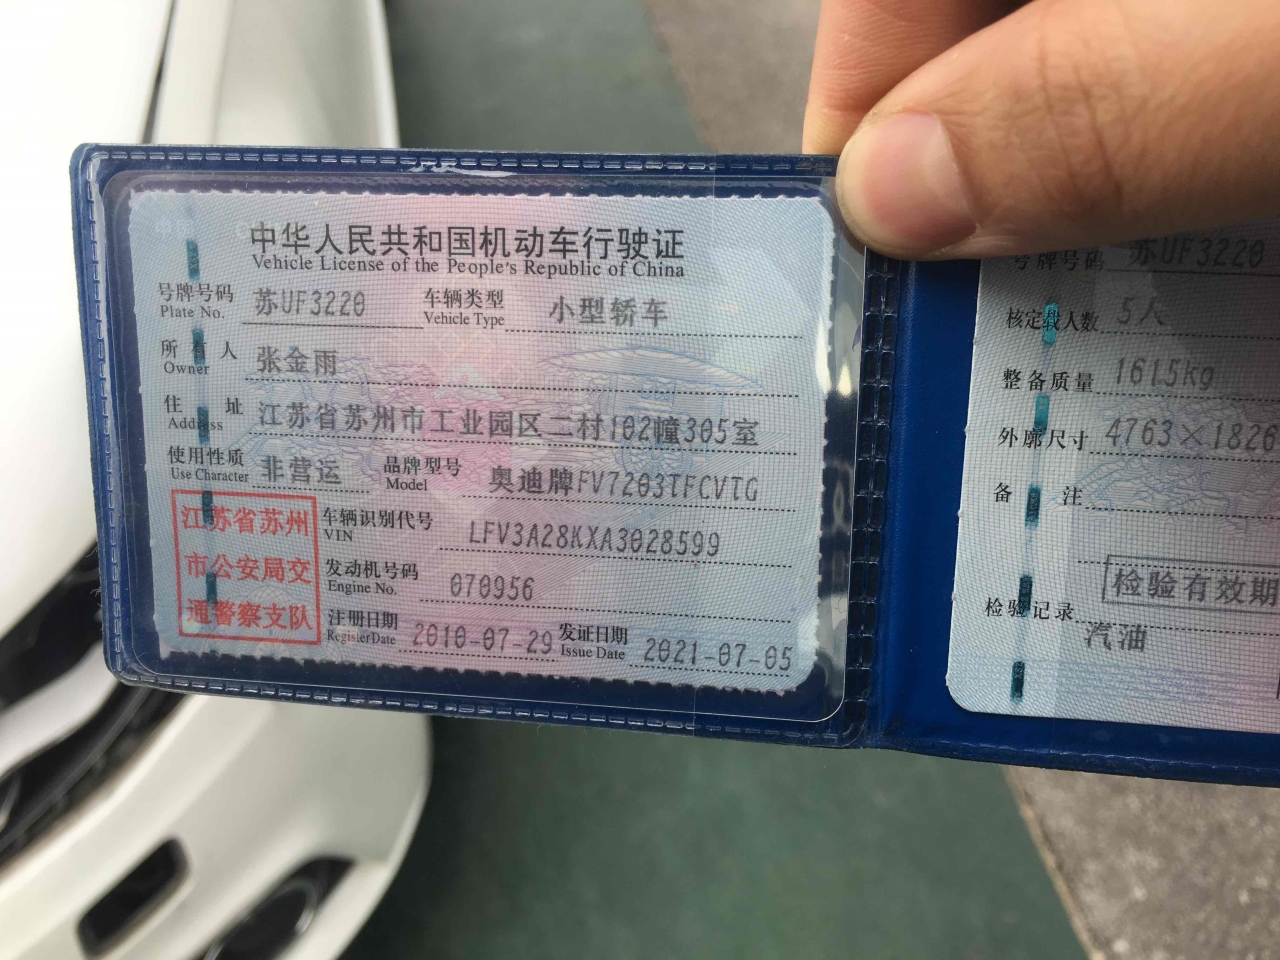 中华人民共和国机动车行驶证
Vehicle License of the People's Republic of China
号牌号码 苏UF3220 车辆类型 小型轿车
Plate No. Vehicle Type
所有人 张金雨
Owner
住址 江苏省苏州市工业园区二村102幢305室
Address
使用性质 非营运 品牌型号 奥迪牌FV7203TFCVTG
Use Character Model
江苏省苏州
市公安局交
通警察支队
车辆识别代号 LFV3A28KXA3028599
VIN
发动机号码 070956
Engine No.
注册日期 2010-07-29 发证日期 2021-07-05
Register Date Issue Date
号牌号码 苏UF3220
核定载人数 5人
整备质量 1615kg
外廓尺寸 4763×1826
备注
检验有效期
检验记录
汽油